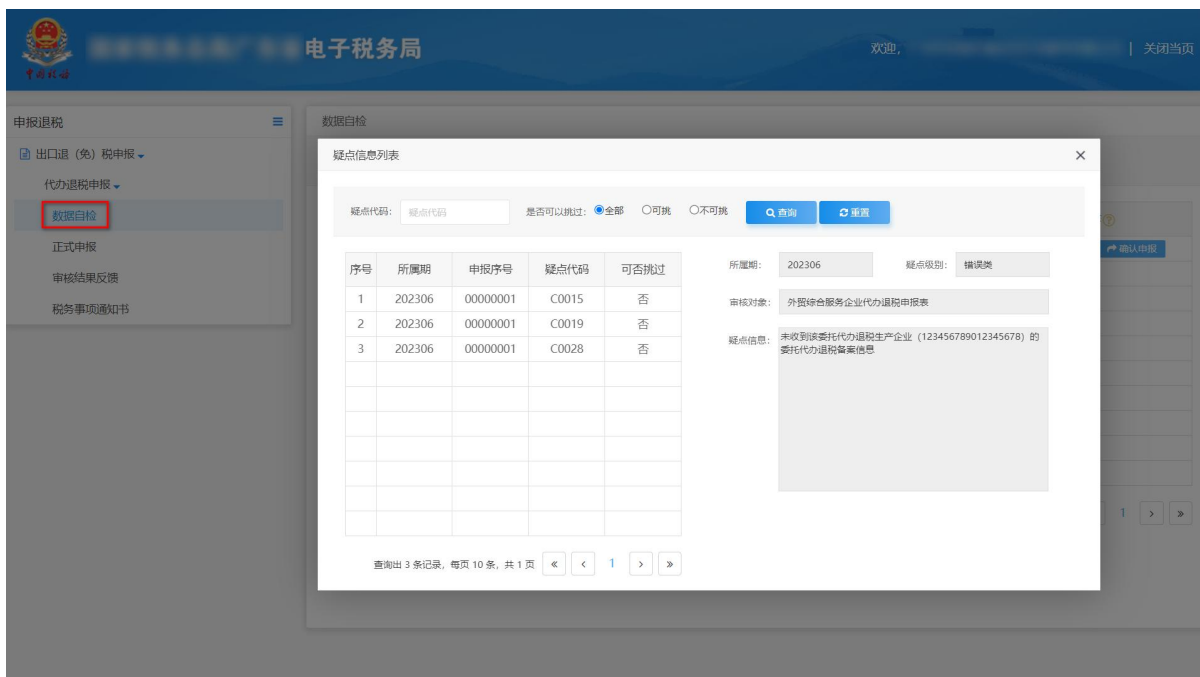 电子税务局
欢迎,
| 关闭当页
中国税务
申报退税
出口退（免）税申报
代办退税申报
数据自检
正式申报
审核结果反馈
税务事项通知书
数据自检
疑点信息列表
疑点代码: 疑点代码 是否可以挑过: 全部 可挑 不可挑 查询 重置
序号 所属期 申报序号 疑点代码 可否挑过
1 202306 00000001 C0015 否
2 202306 00000001 C0019 否
3 202306 00000001 C0028 否
查询出 3 条记录, 每页 10 条, 共 1 页 « ‹ 1 › »
所属期: 202306 疑点级别: 错误类
审核对象: 外贸综合服务企业代办退税申报表
疑点信息: 未收到该委托代办退税生产企业（123456789012345678）的
委托代办退税备案信息
确认申报
1 › »